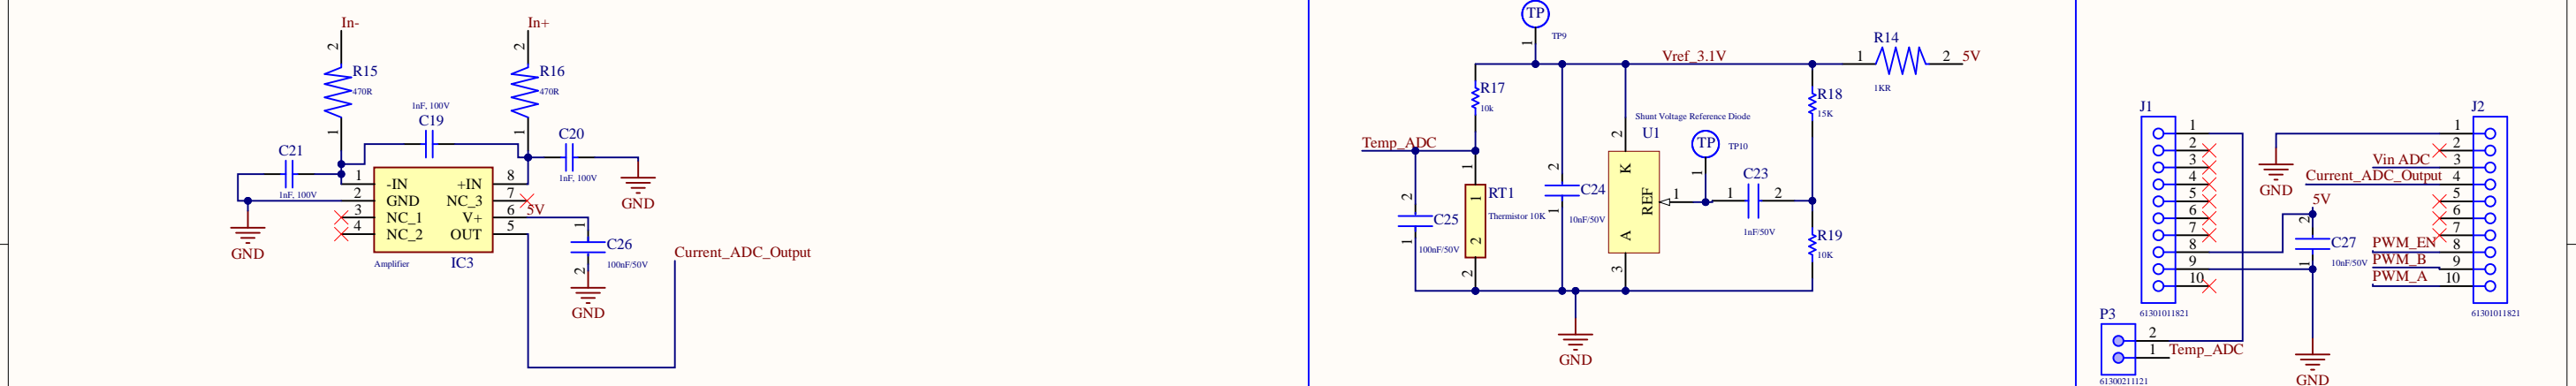 In-
In+
2
2
R15
470R
R16
470R
1nF, 100V
C19
1
1
C20
1nF, 100V
C21
1nF, 100V
1 -IN +IN 8
2 GND NC_3 7
3 NC_1 V+ 6 5V
4 NC_2 OUT 5
Amplifier IC3
GND
GND
1
C26
100nF/50V
2
GND
Current_ADC_Output
TP
TP9
1
Vref_3.1V
R14
1 2 5V
1KR
R17
10k
R18
15K
Temp_ADC
Shunt Voltage Reference Diode
U1
TP
TP10
2
K
REF
A
3
1
1
C23
1 2
1nF/50V
1
RT1
1
Thermistor 10K
2
2
2
C25
1
100nF/50V
2
C24
1
10nF/50V
R19
10K
GND
J1
1
2
3
4
5
6
7
8
9
10
61301011821
P3
2
1 Temp_ADC
61300211121
J2
1
2
Vin ADC 3
Current_ADC_Output 4
5
6
7
PWM_EN 8
PWM_B 9
PWM_A 10
61301011821
GND
5V
2
C27
10nF/50V
1
GND